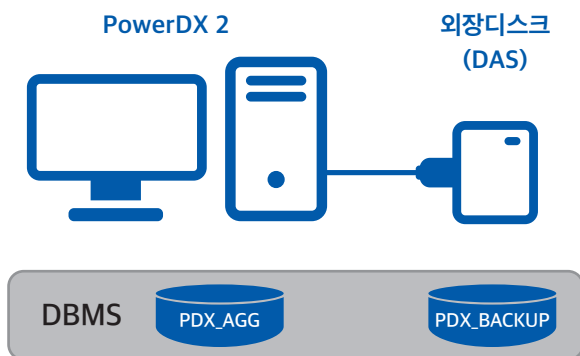 PowerDX 2
외장디스크
(DAS)
DBMS
PDX_AGG
PDX_BACKUP